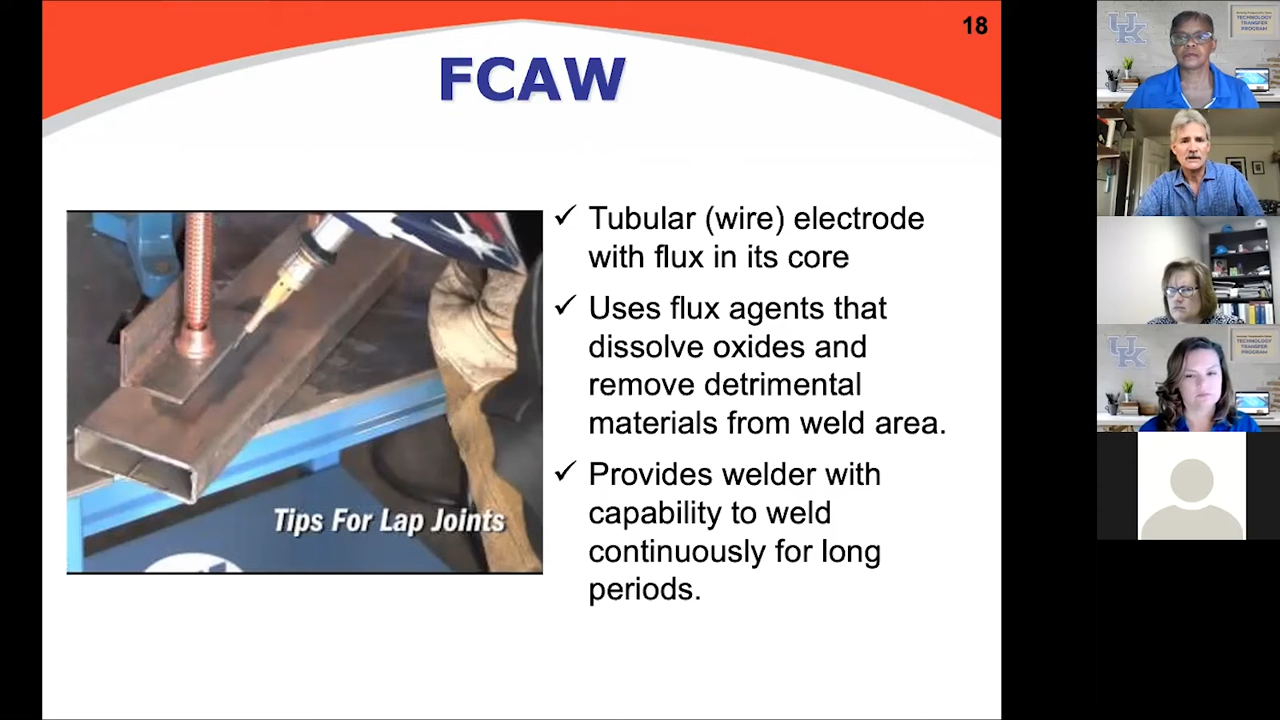 18
FCAW
✓ Tubular (wire) electrode
with flux in its core
✓ Uses flux agents that
dissolve oxides and
remove detrimental
materials from weld area.
✓ Provides welder with
capability to weld
continuously for long
periods.
Tips For Lap Joints
UK
TECHNOLOGY
TRANSFER
PROGRAM
UK
TECHNOLOGY
TRANSFER
PROGRAM